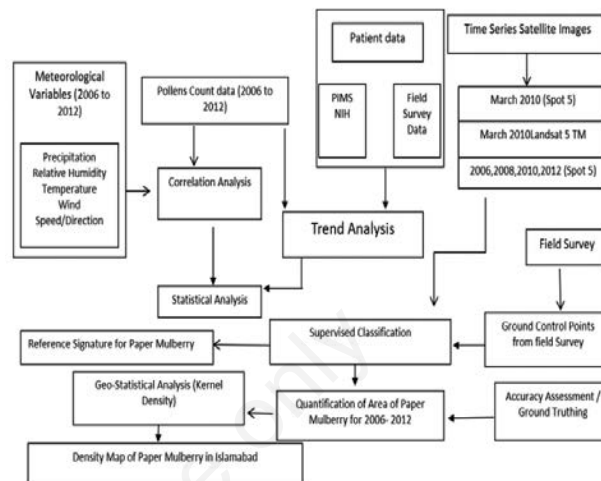 Patient data
Time Series Satellite Images
Meteorological
Variables (2006 to
2012)
Pollens Count data (2006 to
2012)
PIMS
NIH
Field
Survey
Data
March 2010 (Spot 5)
March 2010Landsat 5 TM
2006,2008,2010,2012 (Spot 5)
Precipitation
Relative Humidity
Temperature
Wind
Speed/Direction
Correlation Analysis
Trend Analysis
Field Survey
Statistical Analysis
Reference Signature for Paper Mulberry
Supervised Classification
Ground Control Points
from field Survey
Geo-Statistical Analysis (Kernel
Density)
Quantification of Area of Paper
Mulberry for 2006- 2012
Accuracy Assessment /
Ground Truthing
Density Map of Paper Mulberry in Islamabad
only